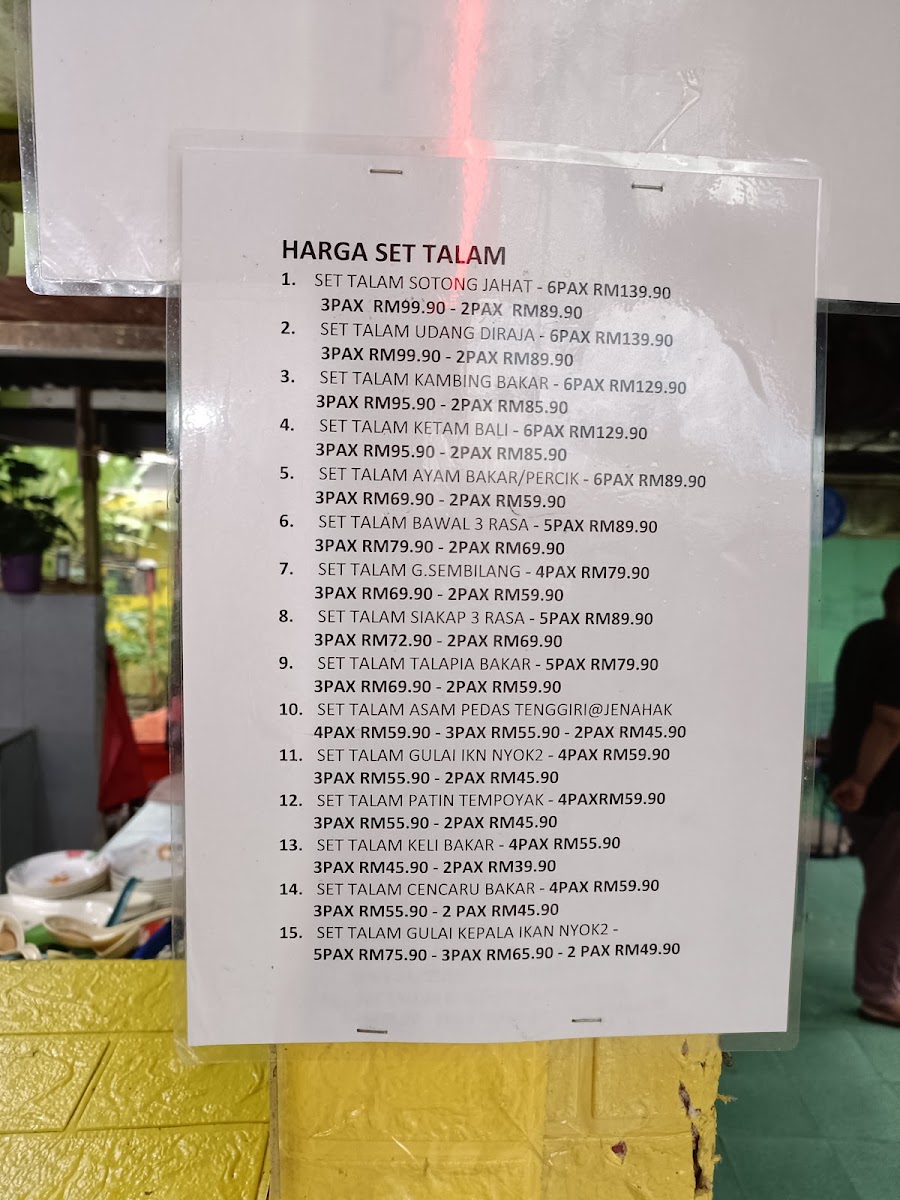 HARGA SET TALAM
1. SET TALAM SOTONG JAHAT - 6PAX RM139.90
3PAX RM99.90 - 2PAX RM89.90
2. SET TALAM UDANG DIRAJA - 6PAX RM139.90
3PAX RM99.90 - 2PAX RM89.90
3. SET TALAM KAMBING BAKAR - 6PAX RM129.90
3PAX RM95.90 - 2PAX RM85.90
4. SET TALAM KETAM BALI - 6PAX RM129.90
3PAX RM95.90 - 2PAX RM85.90
5. SET TALAM AYAM BAKAR/PERCIK - 6PAX RM89.90
3PAX RM69.90 - 2PAX RM59.90
6. SET TALAM BAWAL 3 RASA - 5PAX RM89.90
3PAX RM79.90 - 2PAX RM69.90
7. SET TALAM G.SEMBILANG - 4PAX RM79.90
3PAX RM69.90 - 2PAX RM59.90
8. SET TALAM SIAKAP 3 RASA - 5PAX RM89.90
3PAX RM72.90 - 2PAX RM69.90
9. SET TALAM TALAPIA BAKAR - 5PAX RM79.90
3PAX RM69.90 - 2PAX RM59.90
10. SET TALAM ASAM PEDAS TENGGIRI@JENAHAK
4PAX RM59.90 - 3PAX RM55.90 - 2PAX RM45.90
11. SET TALAM GULAI IKN NYOK2 - 4PAX RM59.90
3PAX RM55.90 - 2PAX RM45.90
12. SET TALAM PATIN TEMPOYAK - 4PAXRM59.90
3PAX RM55.90 - 2PAX RM45.90
13. SET TALAM KELI BAKAR - 4PAX RM55.90
3PAX RM45.90 - 2PAX RM39.90
14. SET TALAM CENCARU BAKAR - 4PAX RM59.90
3PAX RM55.90 - 2 PAX RM45.90
15. SET TALAM GULAI KEPALA IKAN NYOK2 -
5PAX RM75.90 - 3PAX RM65.90 - 2 PAX RM49.90